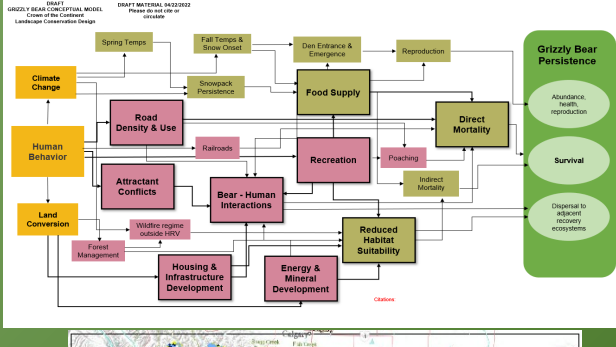 DRAFT
GRIZZLY BEAR CONCEPTUAL MODEL
Crown of the Continent
Landscape Conservation Design
DRAFT MATERIAL 04/22/2022
Please do not cite or
circulate
Spring Temps
Fall Temps &
Snow Onset
Den Entrance &
Emergence
Reproduction
Grizzly Bear
Persistence
Climate
Change
Snowpack
Persistence
Food Supply
Abundance,
health,
reproduction
Road
Density & Use
Direct
Mortality
Human
Behavior
Railroads
Recreation
Poaching
Survival
Attractant
Conflicts
Bear - Human
Interactions
Indirect
Mortality
Land
Conversion
Wildfire regime
outside HRV
Reduced
Habitat
Suitability
Dispersal to
adjacent
recovery
ecosystems
Forest
Management
Housing &
Infrastructure
Development
Energy &
Mineral
Development
Citations
Calgary